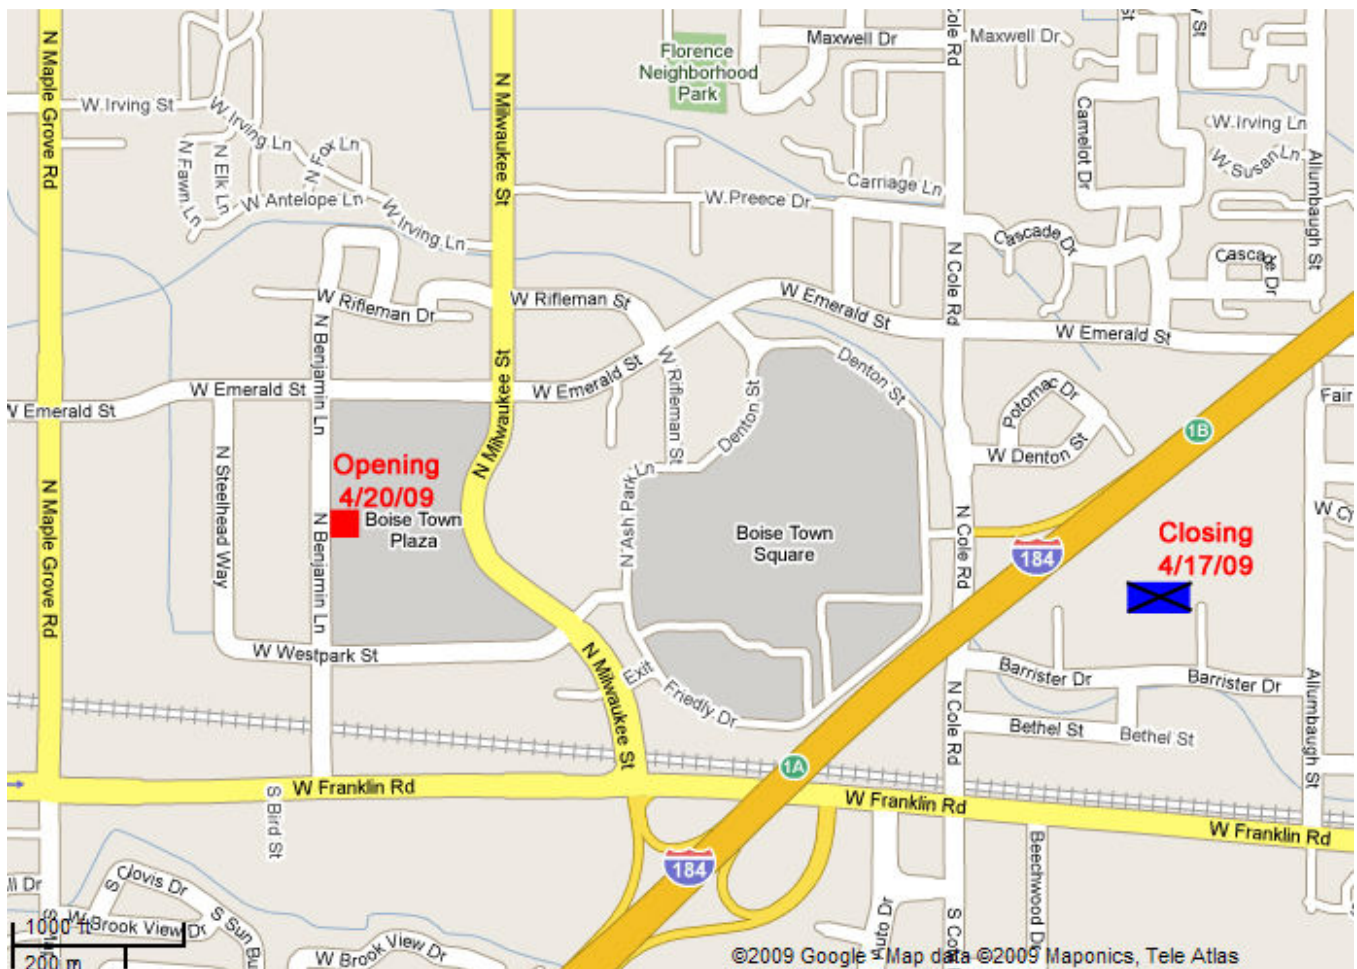 N Maple Grove Rd
W Irving St
W Irving Ln
N Fawn Ln
N Elk Ln
N Fox Ln
W Antelope Ln
W Irving Ln
N Milwaukee St
Florence
Neighborhood
Park
Maxwell Dr
N Cole Rd
Maxwell Dr
Camelot Dr
W Irving Ln
W Susan Ln
Allumbaugh St
Carriage Ln
W Preece Dr
Cascade Dr
Cascade Dr
W Rifleman Dr
W Rifleman St
N Benjamin Ln
N Cole Rd
W Emerald St
W Emerald St
N Milwaukee St
W Emerald St
W Emerald St
W Emerald St
W Rifleman St
Denton St
Denton St
Potomac Dr
W Denton St
1B
Fair
N Steelhead Way
N Maple Grove Rd
Opening
4/20/09
Boise Town
Plaza
N Benjamin Ln
N Ash Park Ln
Boise Town
Square
N Cole Rd
184
Closing
4/17/09
W Westpark St
N Milwaukee St
Exit
Friedly Dr
N Cole Rd
Barrister Dr
Barrister Dr
Bethel St
Bethel St
Allumbaugh St
1A
W Franklin Rd
W Franklin Rd
W Franklin Rd
S Bird St
184
Beechwood Dr
Auto Dr
S Clovis Dr
W Brook View Dr
S Sun Bu
W Brook View Dr
1000 ft
200 m
©2009 Google - Map data ©2009 Maponics, Tele Atlas